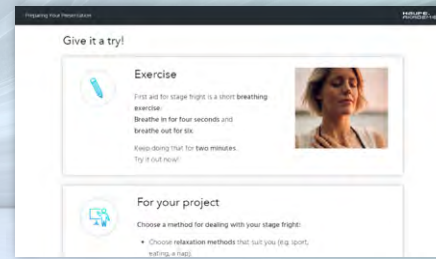 Preparing Your Presentation
HAUFE.
AKADEMIE
Give it a try!
Exercise
First aid for stage fright is a short breathing
exercise:
Breathe in for four seconds and
breathe out for six.
Keep doing that for two minutes.
Try it out now!
For your project
Choose a method for dealing with your stage fright:
• Choose relaxation methods that suit you (e.g. sport,
eating, a nap).